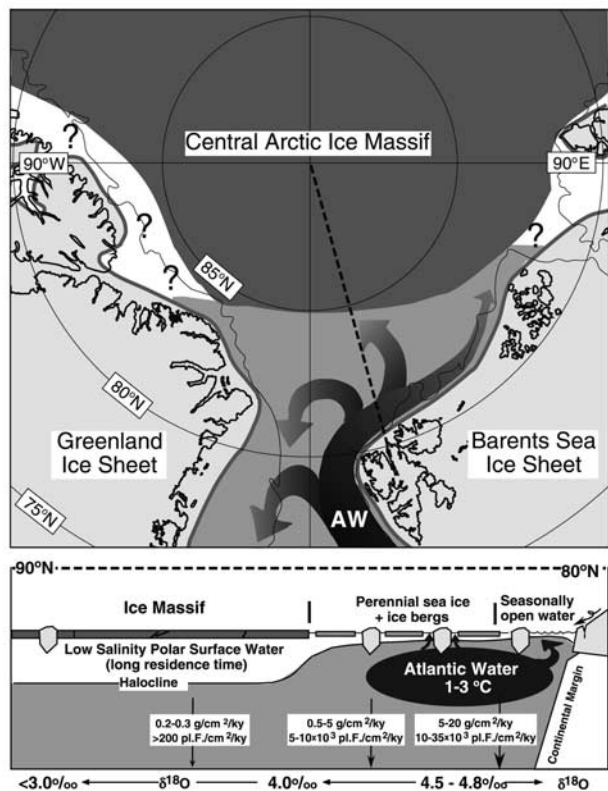 Central Arctic Ice Massif
?
90°W
90°E
?
?
?
85°N
80°N
Greenland
Ice Sheet
Barents Sea
Ice Sheet
75°N
AW
90°N
80°N
Ice Massif
Perennial sea ice
+ ice bergs
Seasonally
open water
Low Salinity Polar Surface Water
(long residence time)
Halocline
Atlantic Water
1-3 °C
Continental Margin
0.2-0.3 g/cm²/ky
>200 pl.F./cm²/ky
0.5-5 g/cm²/ky
5-10×10³ pl.F./cm²/ky
5-20 g/cm²/ky
10-35x10³ pl.F./cm²/ky
<3.0°/oo
δ¹⁸O
4.0°/oo
4.5 - 4.8°/oo
δ¹⁸O